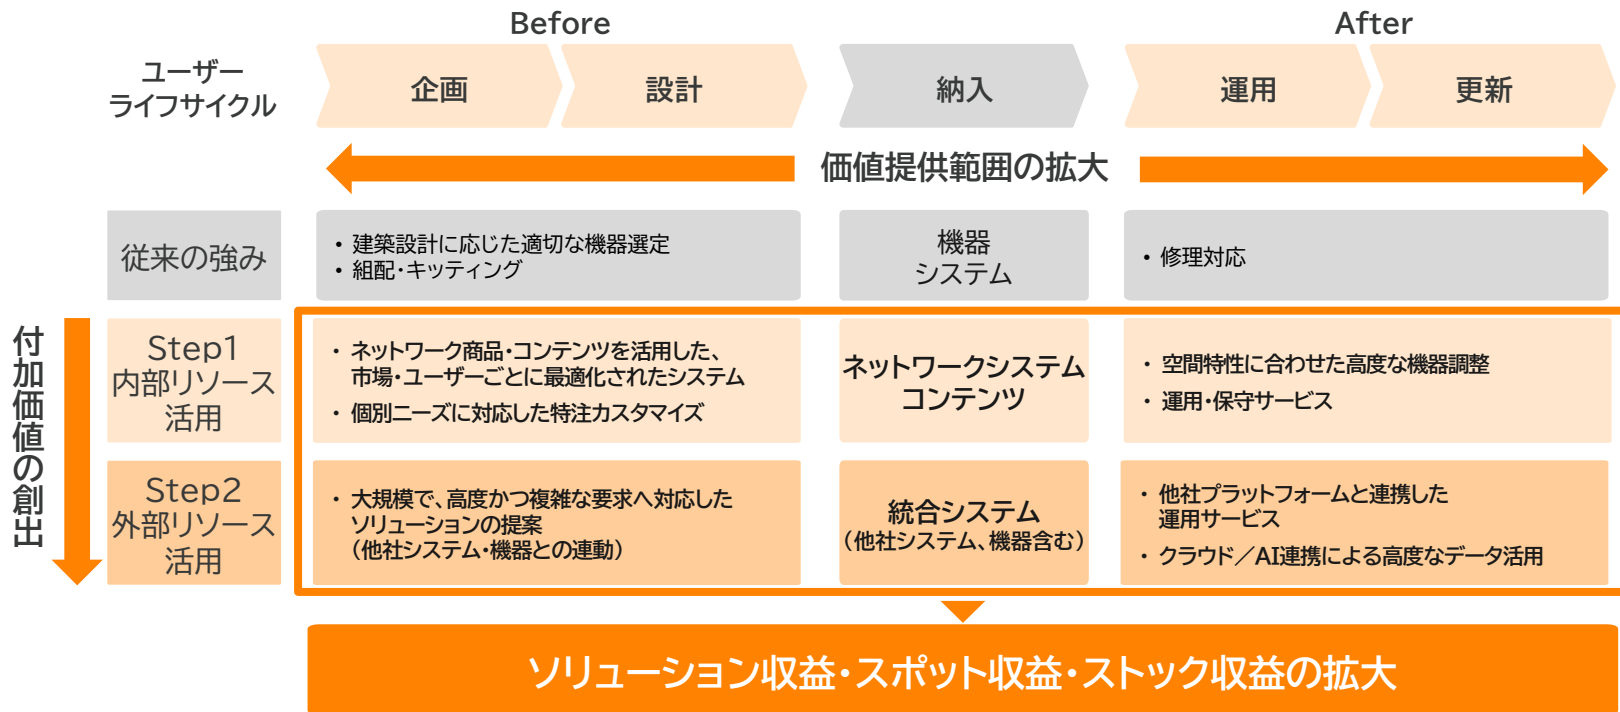 Before
After
ユーザー
ライフサイクル
企画
設計
納入
運用
更新
価値提供範囲の拡大
従来の強み
・建築設計に応じた適切な機器選定
・組配・キッティング
機器
システム
・修理対応
付加価値の創出
Step1
内部リソース
活用
・ネットワーク商品・コンテンツを活用した、
市場・ユーザーごとに最適化されたシステム
・個別ニーズに対応した特注カスタマイズ
ネットワークシステム
コンテンツ
・空間特性に合わせた高度な機器調整
・運用・保守サービス
Step2
外部リソース
活用
・大規模で、高度かつ複雑な要求へ対応した
ソリューションの提案
(他社システム・機器との連動)
統合システム
(他社システム、機器含む)
・他社プラットフォームと連携した
運用サービス
・クラウド/AI連携による高度なデータ活用
ソリューション収益・スポット収益・ストック収益の拡大